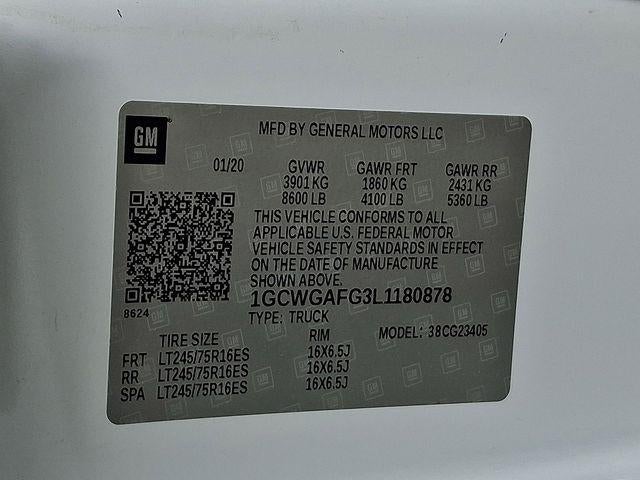 GM
MFD BY GENERAL MOTORS LLC
01/20 GVWR GAWR FRT GAWR RR
3901 KG 1860 KG 2431 KG
8600 LB 4100 LB 5360 LB
THIS VEHICLE CONFORMS TO ALL
APPLICABLE U.S. FEDERAL MOTOR
VEHICLE SAFETY STANDARDS IN EFFECT
ON THE DATE OF MANUFACTURE
SHOWN ABOVE.
1GCWGAFG3L1180878
8624
TYPE: TRUCK
TIRE SIZE RIM MODEL: 38CG23405
FRT LT245/75R16ES 16X6.5J
RR LT245/75R16ES 16X6.5J
SPA LT245/75R16ES 16X6.5J